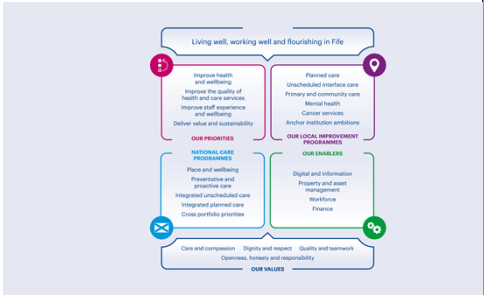 Living well, working well and flourishing in Fife
Improve health
and wellbeing
Improve the quality of
health and care services
Improve staff experience
and wellbeing
Deliver value and sustainability
OUR PRIORITIES
Planned care
Unscheduled interface care
Primary and community care
Mental health
Cancer services
Anchor institution ambitions
OUR LOCAL IMPROVEMENT
PROGRAMMES
NATIONAL CARE
PROGRAMMES
Place and wellbeing
Preventative and
proactive care
Integrated unscheduled care
Integrated planned care
Cross portfolio priorities
OUR ENABLERS
Digital and information
Property and asset
management
Workforce
Finance
Care and compassion Dignity and respect Quality and teamwork
Openness, honesty and responsibility
OUR VALUES